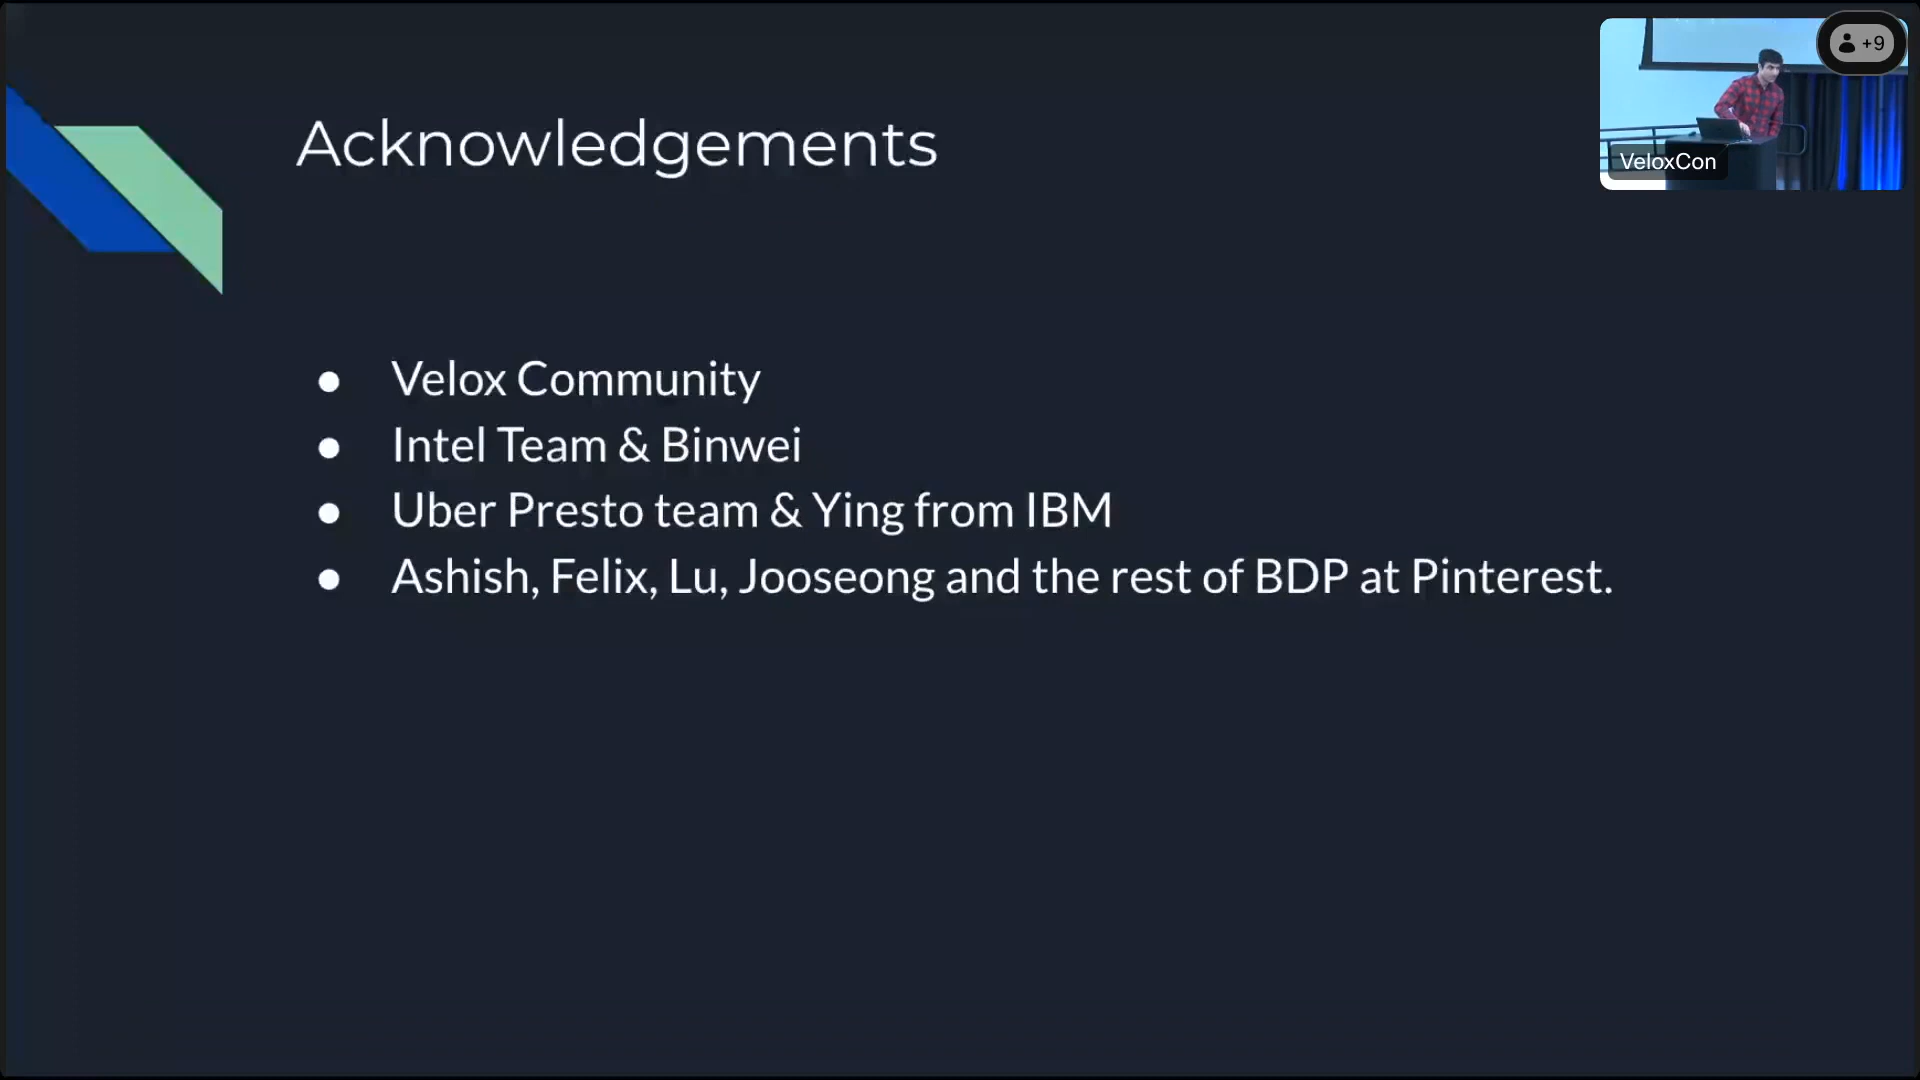 Acknowledgements
+9
VeloxCon
● Velox Community
● Intel Team & Binwei
● Uber Presto team & Ying from IBM
● Ashish, Felix, Lu, Jooseong and the rest of BDP at Pinterest.